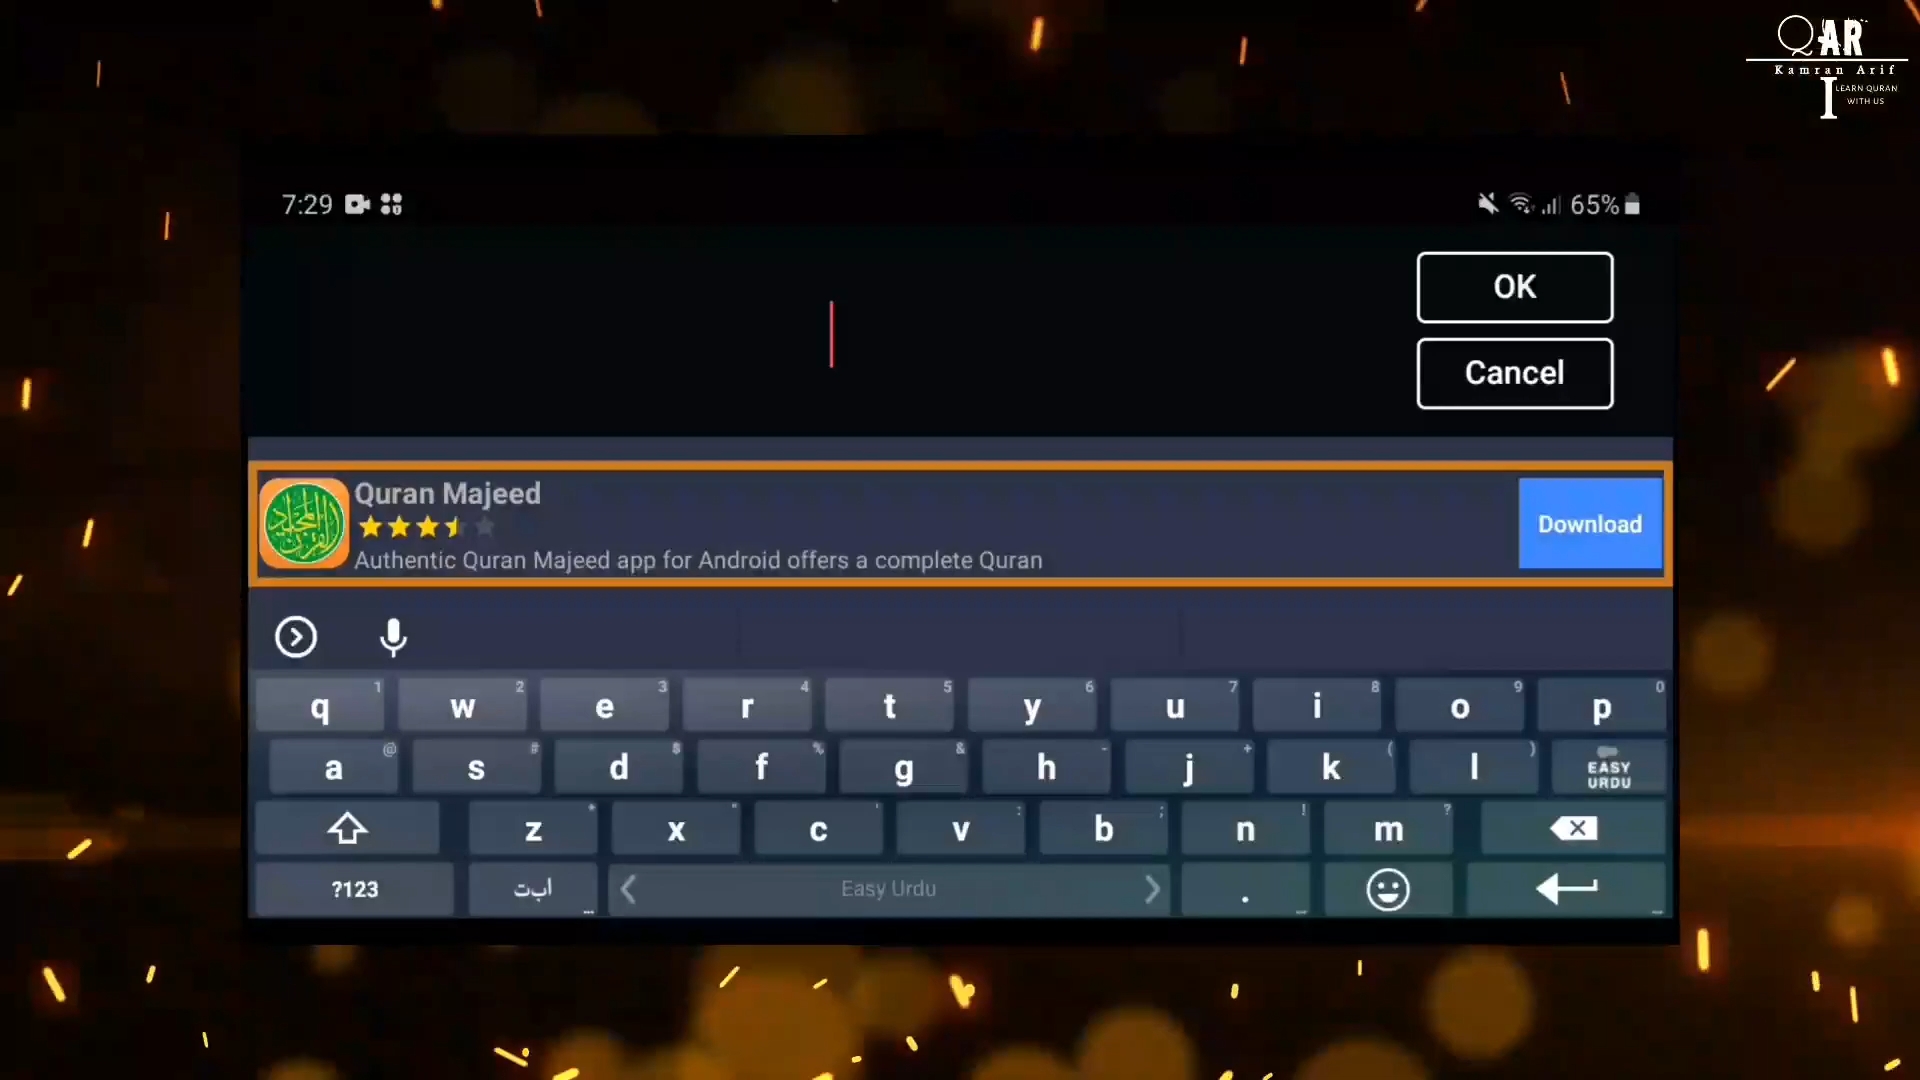 QAR
Kamran Arif
I LEARN QURAN
WITH US
7:29
65%
OK
Cancel
Quran Majeed
Authentic Quran Majeed app for Android offers a complete Quran
Download
q 1 w 2 e 3 r 4 t 5 y 6 u 7 i 8 o 9 p 0
a @ s # d $ f % g & h - j + k ( l ) EASY URDU
z * x " c ' v : b ; n ! m ?
?123 ا ب ت Easy Urdu .